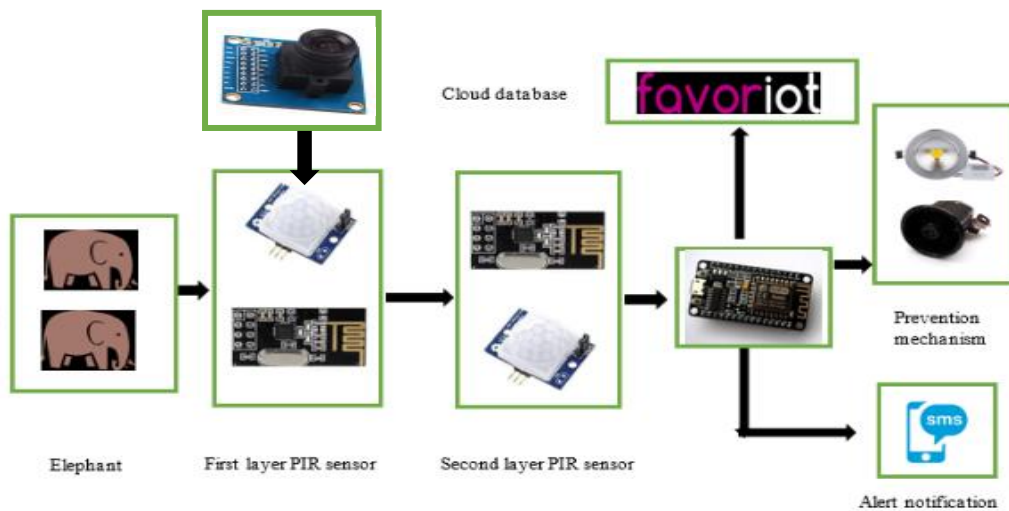 Cloud database
favoriot
Prevention
mechanism
sms
Elephant
First layer PIR sensor
Second layer PIR sensor
Alert notification